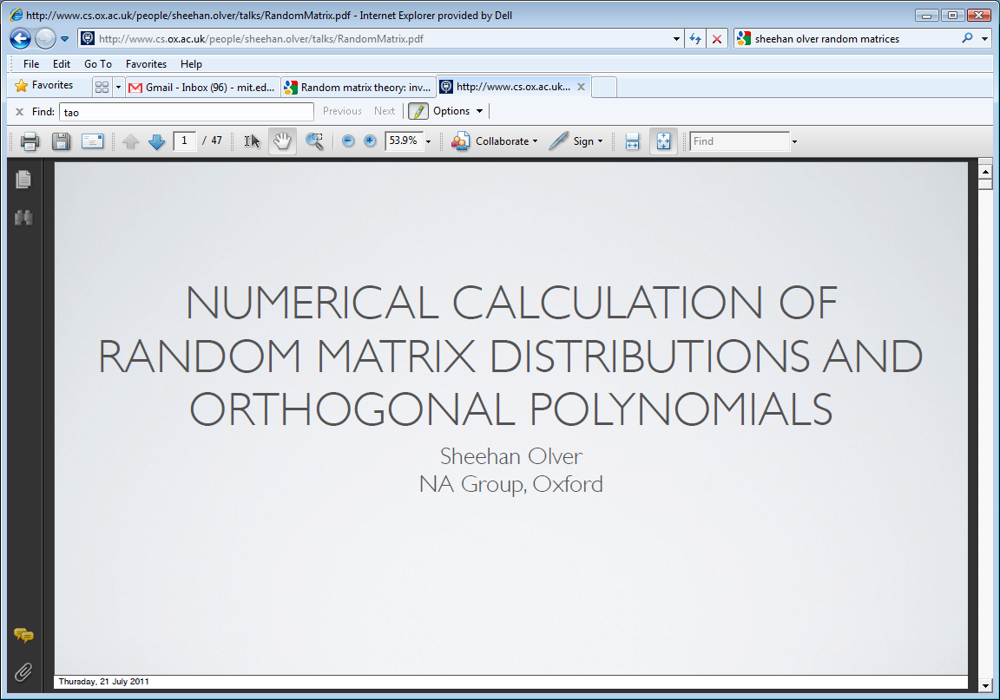 http://www.cs.ox.ac.uk/people/sheehan.olver/talks/RandomMatrix.pdf - Internet Explorer provided by Dell
http://www.cs.ox.ac.uk/people/sheehan.olver/talks/RandomMatrix.pdf
sheehan olver random matrices
File Edit Go To Favorites Help
Favorites
Gmail - Inbox (96) - mit.ed...
Random matrix theory: inv...
http://www.cs.ox.ac.uk...
Find: tao Previous Next Options
1 / 47 53.9% Collaborate Sign Find
NUMERICAL CALCULATION OF
RANDOM MATRIX DISTRIBUTIONS AND
ORTHOGONAL POLYNOMIALS
Sheehan Olver
NA Group, Oxford
Thursday, 21 July 2011